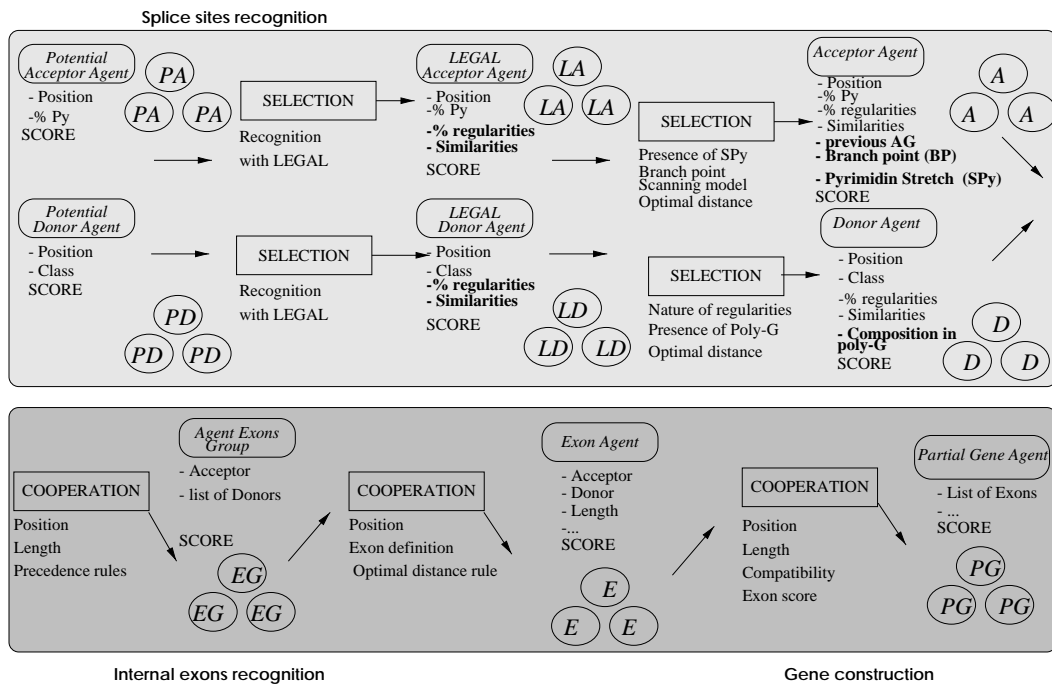 Splice sites recognition
Potential
Acceptor Agent
- Position
-% Py
SCORE
PA
PA
PA
SELECTION
Recognition
with LEGAL
LEGAL
Acceptor Agent
- Position
-% Py
-% regularities
- Similarities
SCORE
LA
LA
LA
SELECTION
Presence of SPy
Branch point
Scanning model
Optimal distance
Acceptor Agent
- Position
-% Py
-% regularities
- Similarities
- previous AG
- Branch point (BP)
- Pyrimidin Stretch (SPy)
SCORE
A
A
A
Potential
Donor Agent
- Position
- Class
SCORE
PD
PD
PD
SELECTION
Recognition
with LEGAL
LEGAL
Donor Agent
- Position
- Class
-% regularities
- Similarities
SCORE
LD
LD
LD
SELECTION
Nature of regularities
Presence of Poly-G
Optimal distance
Donor Agent
- Position
- Class
-% regularities
- Similarities
- Composition in
poly-G
SCORE
D
D
D
COOPERATION
Position
Length
Precedence rules
Agent Exons
Group
- Acceptor
- list of Donors
SCORE
EG
EG
EG
COOPERATION
Position
Exon definition
Optimal distance rule
Exon Agent
- Acceptor
- Donor
- Length
-...
SCORE
E
E
E
COOPERATION
Position
Length
Compatibility
Exon score
Partial Gene Agent
- List of Exons
- ...
SCORE
PG
PG
PG
Internal exons recognition
Gene construction